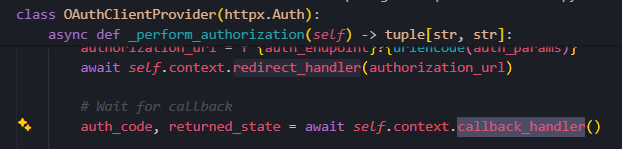 class OAuthClientProvider(httpx.Auth):
async def _perform_authorization(self) -> tuple[str, str]:
authorization_url = f"{auth_endpoint}?{urlencode(auth_params)}"
await self.context.redirect_handler(authorization_url)
# Wait for callback
auth_code, returned_state = await self.context.callback_handler()